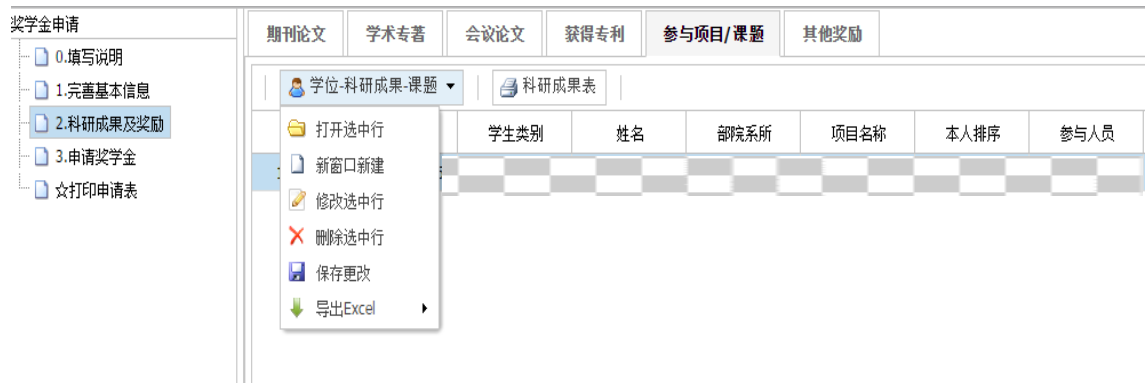 奖学金申请
0.填写说明
1.完善基本信息
2.科研成果及奖励
3.申请奖学金
☆打印申请表
期刊论文 学术专著 会议论文 获得专利 参与项目/课题 其他奖励
学位-科研成果-课题 科研成果表
学生类别 姓名 部院系所 项目名称 本人排序 参与人员
打开选中行
新窗口新建
修改选中行
删除选中行
保存更改
导出Excel